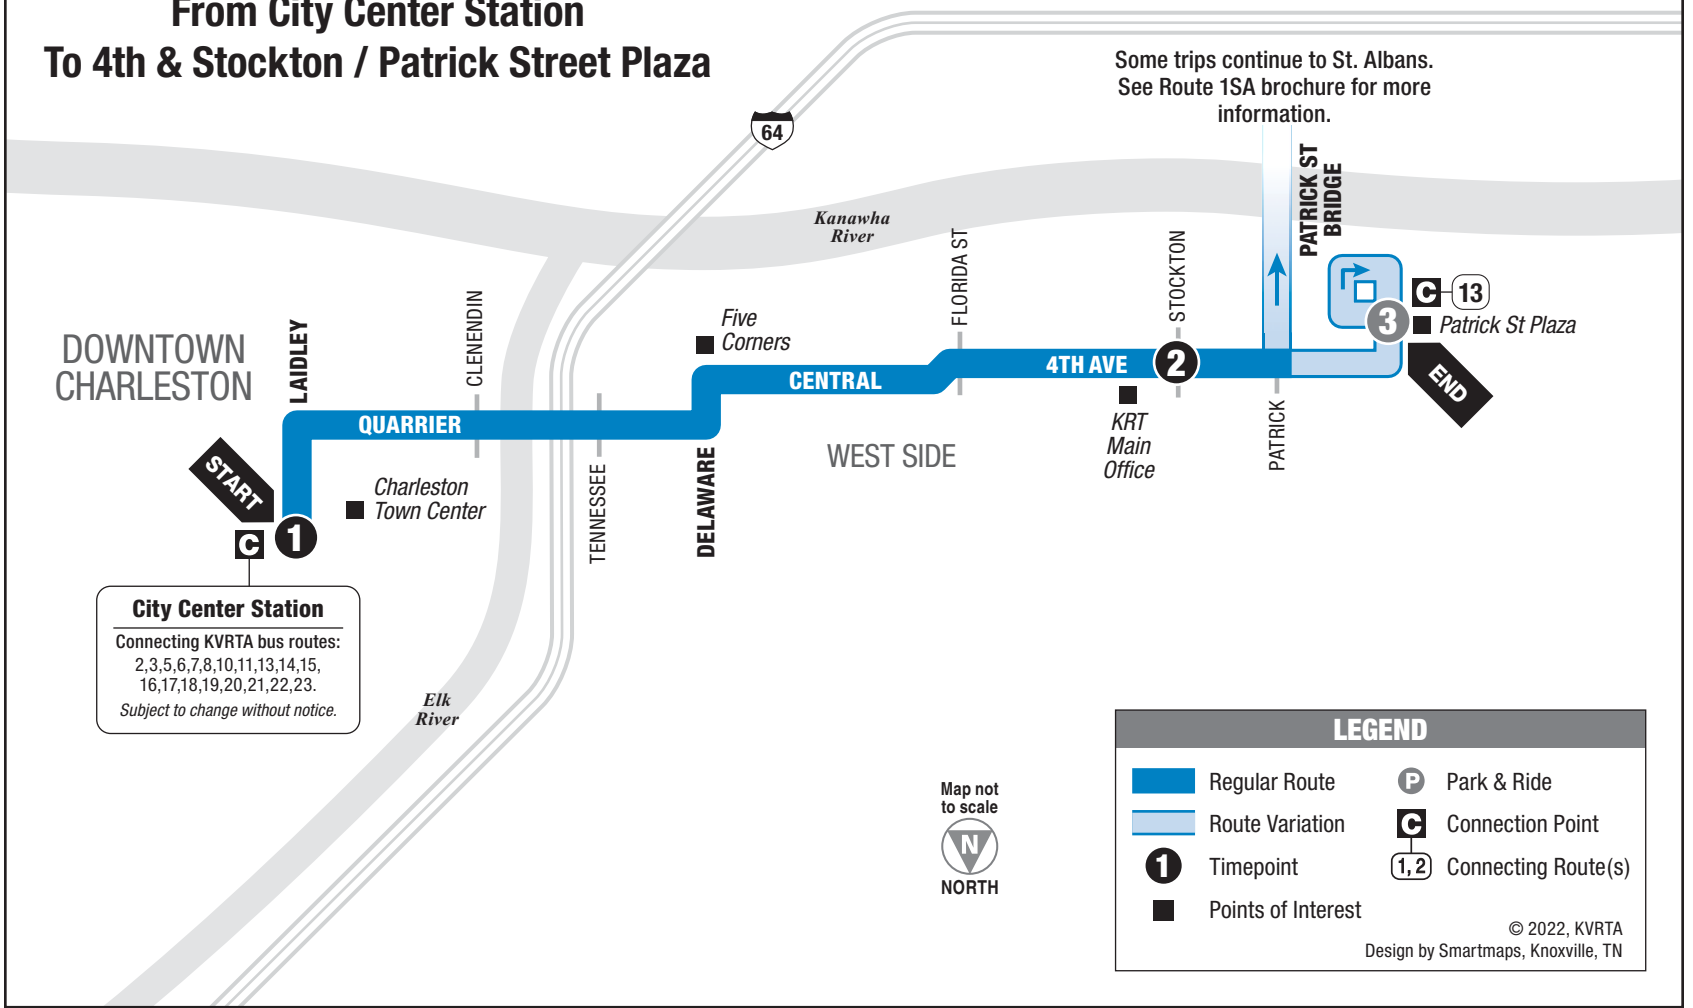 From City Center Station
To 4th & Stockton / Patrick Street Plaza
Some trips continue to St. Albans.
See Route 1SA brochure for more
information.
64
PATRICK ST
BRIDGE
Kanawha
River
FLORIDA ST
STOCKTON
C
13
3
Patrick St Plaza
END
DOWNTOWN
CHARLESTON
LAIDLEY
CLENENDIN
Five
Corners
4TH AVE
2
CENTRAL
QUARRIER
KRT
Main
Office
PATRICK
WEST SIDE
START
Charleston
Town Center
TENNESSEE
DELAWARE
C
1
City Center Station
Connecting KVRTA bus routes:
2,3,5,6,7,8,10,11,13,14,15,
16,17,18,19,20,21,22,23.
Subject to change without notice.
Elk
River
Map not
to scale
N
NORTH
LEGEND
Regular Route
P Park & Ride
Route Variation
C Connection Point
1 Timepoint
1, 2 Connecting Route(s)
Points of Interest
© 2022, KVRTA
Design by Smartmaps, Knoxville, TN